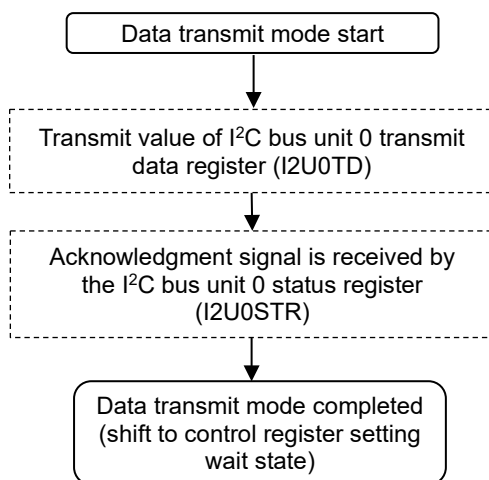 Data transmit mode start
Transmit value of I²C bus unit 0 transmit
data register (I2U0TD)
Acknowledgment signal is received by
the I²C bus unit 0 status register
(I2U0STR)
Data transmit mode completed
(shift to control register setting
wait state)